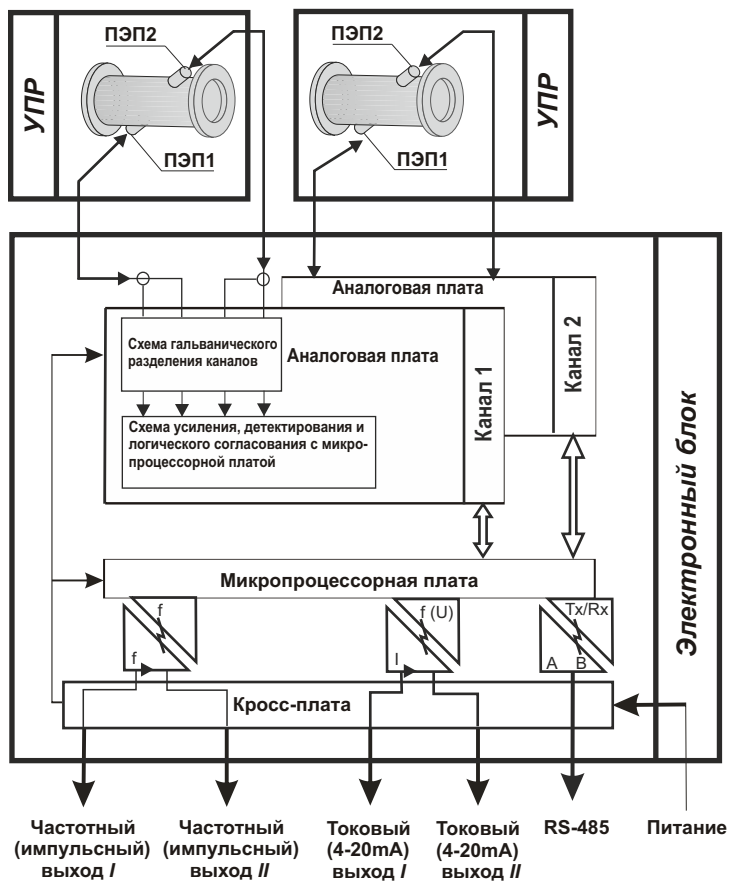 УПР
ПЭП2
ПЭП1
ПЭП2
ПЭП1
УПР
Аналоговая плата
Канал 2
Схема гальванического
разделения каналов
Аналоговая плата
Канал 1
Схема усиления, детектирования и
логического согласования с микро-
процессорной платой
Электронный блок
Микропроцессорная плата
f
f
f (U)
I
Tx/Rx
A B
Кросс-плата
Частотный
(импульсный)
выход I
Частотный
(импульсный)
выход II
Токовый
(4-20mA)
выход I
Токовый
(4-20mA)
выход II
RS-485
Питание